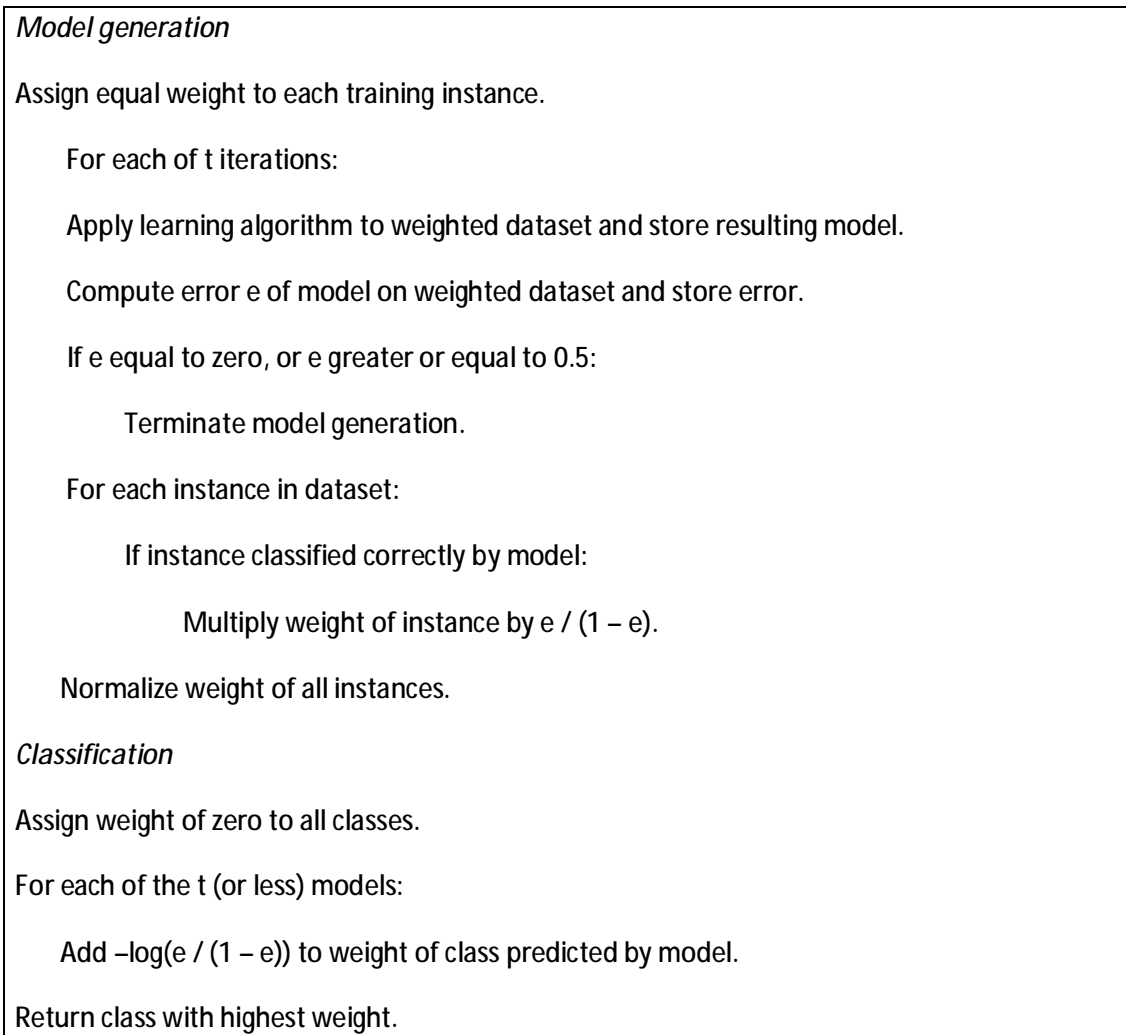 Model generation
Assign equal weight to each training instance.
For each of t iterations:
Apply learning algorithm to weighted dataset and store resulting model.
Compute error e of model on weighted dataset and store error.
If e equal to zero, or e greater or equal to 0.5:
Terminate model generation.
For each instance in dataset:
If instance classified correctly by model:
Multiply weight of instance by e / (1 – e).
Normalize weight of all instances.
Classification
Assign weight of zero to all classes.
For each of the t (or less) models:
Add –log(e / (1 – e)) to weight of class predicted by model.
Return class with highest weight.